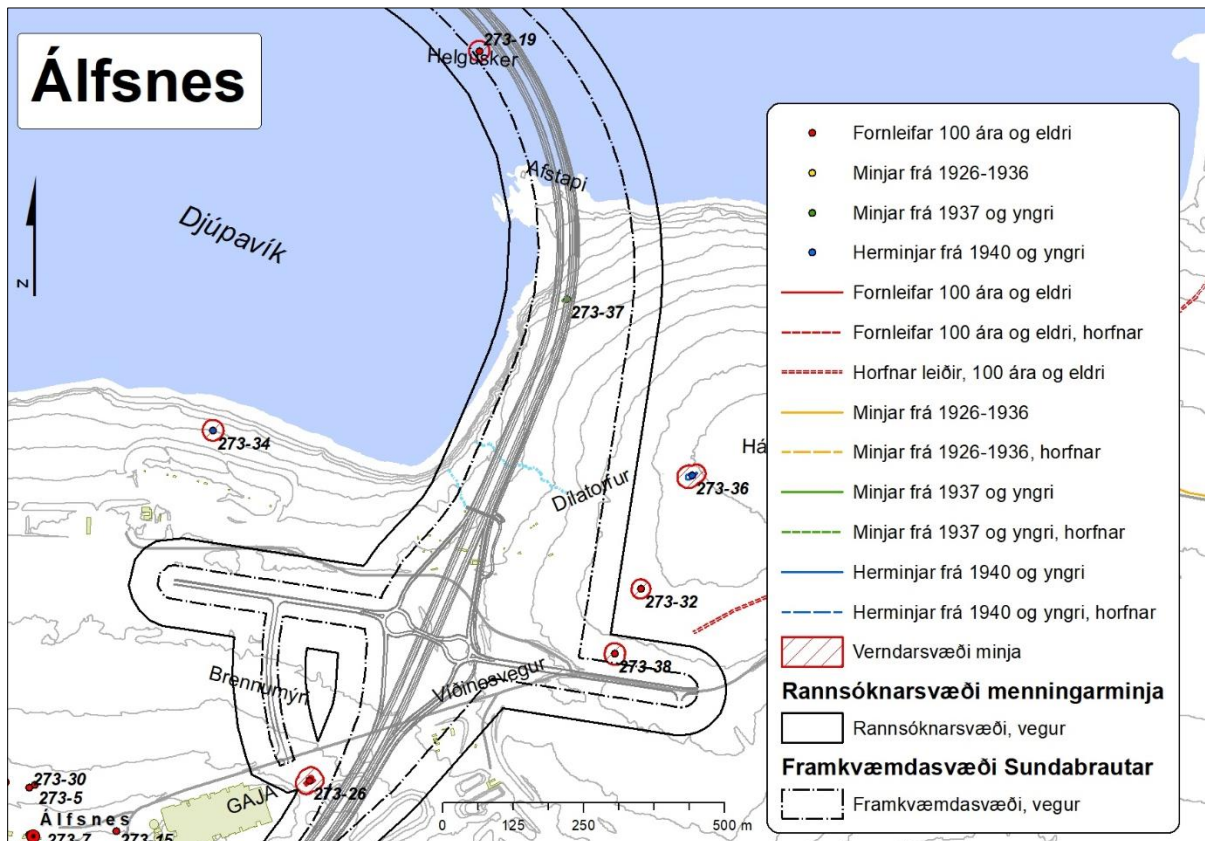 Álfsnes
273-19
Helgusker
Afstapi
Djúpavík
N
273-37
273-34
Dílatorfur
Há
273-36
273-32
273-38
Brennumýri
Víðinesvegur
273-30
273-5
GAJA
273-26
Álfsnes
273-7
273-15
0 125 250 500 m
Fornleifar 100 ára og eldri
Minjar frá 1926-1936
Minjar frá 1937 og yngri
Herminjar frá 1940 og yngri
Fornleifar 100 ára og eldri
Fornleifar 100 ára og eldri, horfnar
Horfnar leiðir, 100 ára og eldri
Minjar frá 1926-1936
Minjar frá 1926-1936, horfnar
Minjar frá 1937 og yngri
Minjar frá 1937 og yngri, horfnar
Herminjar frá 1940 og yngri
Herminjar frá 1940 og yngri, horfnar
Verndarsvæði minja
Rannsóknarsvæði menningarminja
Rannsóknarsvæði, vegur
Framkvæmdasvæði Sundabrautar
Framkvæmdasvæði, vegur